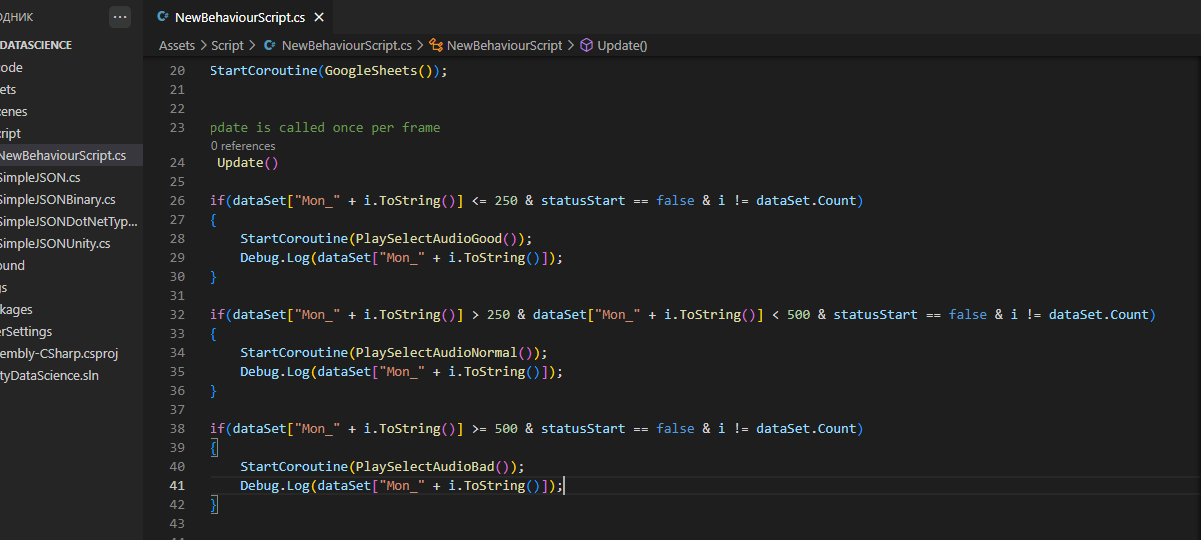 ОДНИК
···
NewBehaviourScript.cs
DATASCIENCE
Assets > Script > NewBehaviourScript.cs > NewBehaviourScript > Update()
code
ets
cenes
cript
NewBehaviourScript.cs
SimpleJSON.cs
SimpleJSONBinary.cs
SimpleJSONDotNetTyp...
SimpleJSONUnity.cs
ound
gs
kages
erSettings
embly-CSharp.csproj
tyDataScience.sln
20 StartCoroutine(GoogleSheets());
21
22
23 pdate is called once per frame
0 references
24 Update()
25
26 if(dataSet["Mon_" + i.ToString()] <= 250 & statusStart == false & i != dataSet.Count)
27 {
28 StartCoroutine(PlaySelectAudioGood());
29 Debug.Log(dataSet["Mon_" + i.ToString()]);
30 }
31
32 if(dataSet["Mon_" + i.ToString()] > 250 & dataSet["Mon_" + i.ToString()] < 500 & statusStart == false & i != dataSet.Count)
33 {
34 StartCoroutine(PlaySelectAudioNormal());
35 Debug.Log(dataSet["Mon_" + i.ToString()]);
36 }
37
38 if(dataSet["Mon_" + i.ToString()] >= 500 & statusStart == false & i != dataSet.Count)
39 {
40 StartCoroutine(PlaySelectAudioBad());
41 Debug.Log(dataSet["Mon_" + i.ToString()]);
42 }
43